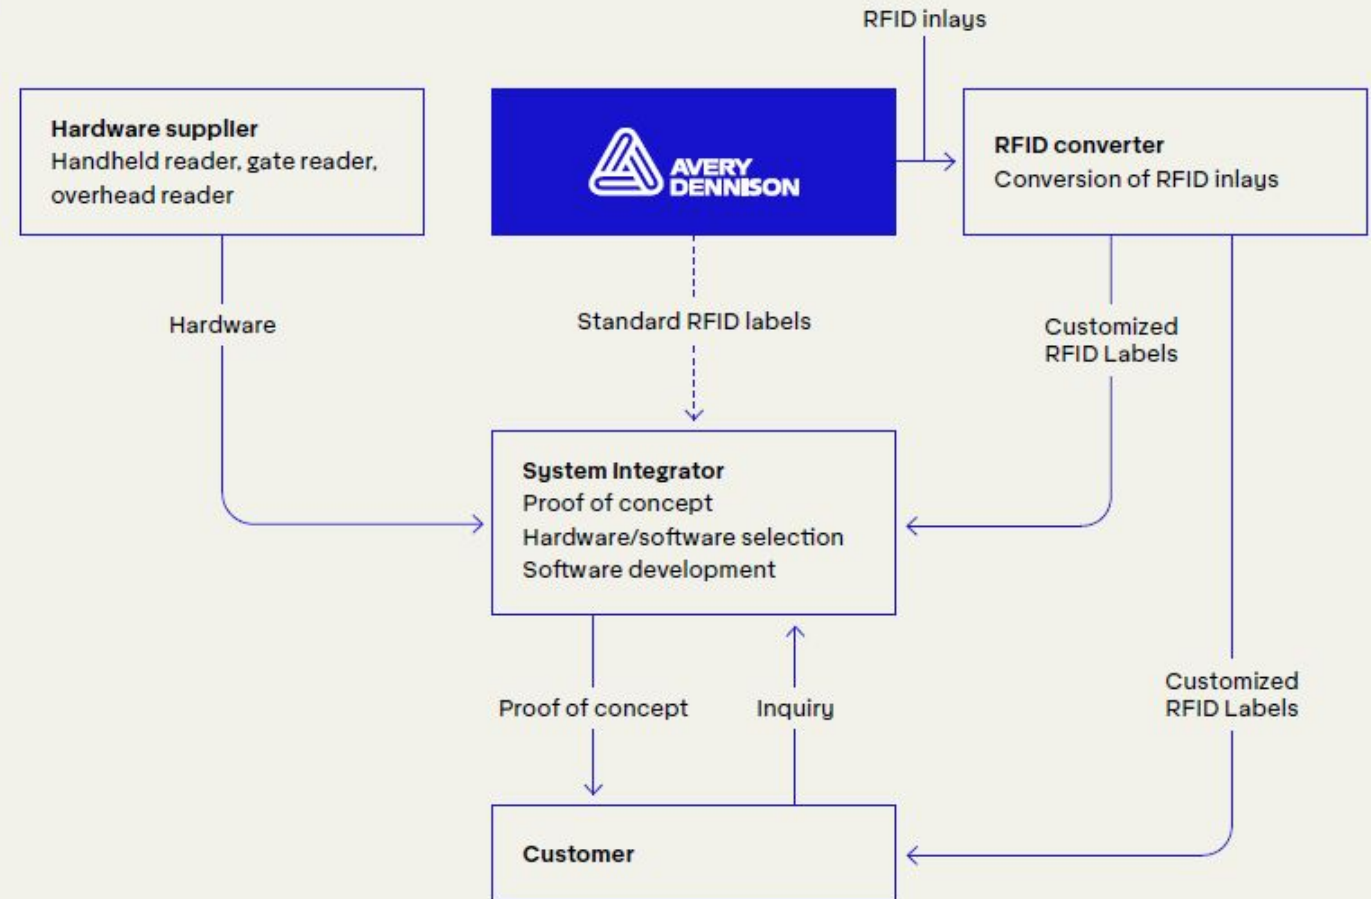 RFID inlays
Hardware supplier
Handheld reader, gate reader,
overhead reader
AVERY
DENNISON
RFID converter
Conversion of RFID inlays
Hardware
Standard RFID labels
Customized
RFID Labels
System Integrator
Proof of concept
Hardware/software selection
Software development
Proof of concept
Inquiry
Customized
RFID Labels
Customer